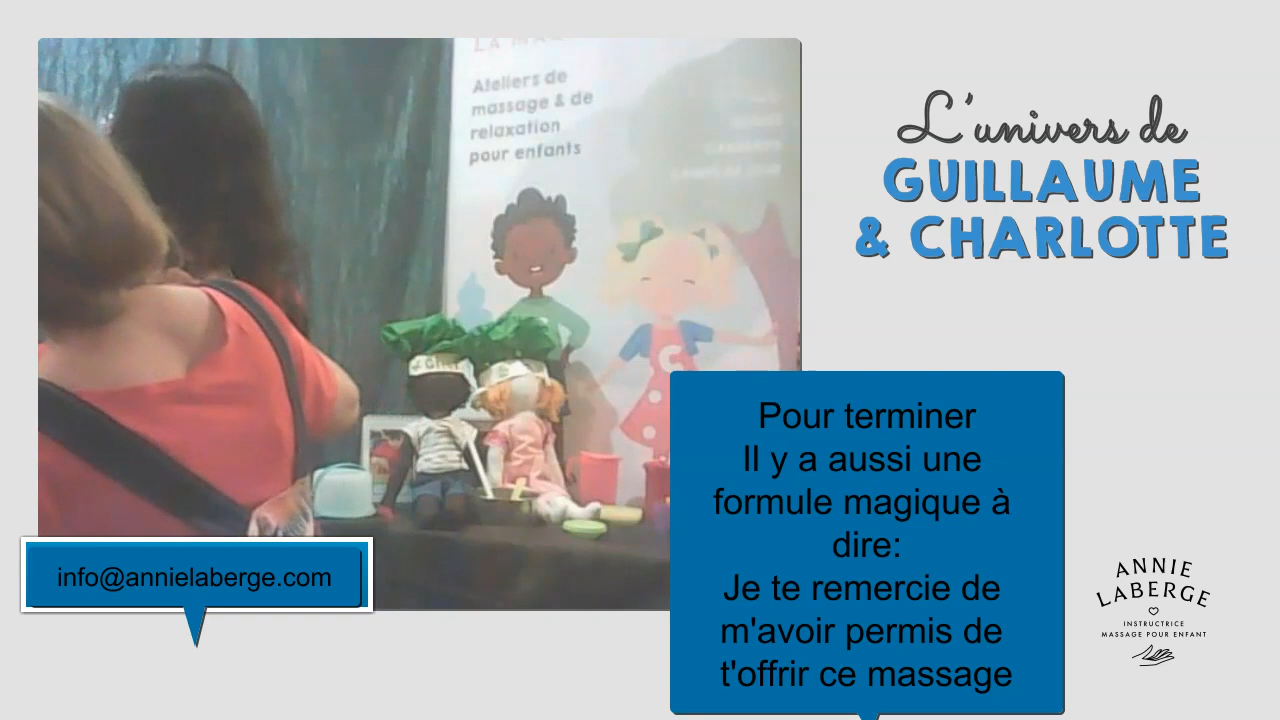 Ateliers de
massage & de
relaxation
pour enfants
L'univers de
GUILLAUME
& CHARLOTTE
C
Pour terminer
Il y a aussi une
formule magique à
dire:
Je te remercie de
m'avoir permis de
t'offrir ce massage
info@annielaberge.com
ANNIE
LABERGE
INSTRUCTRICE
MASSAGE POUR ENFANT